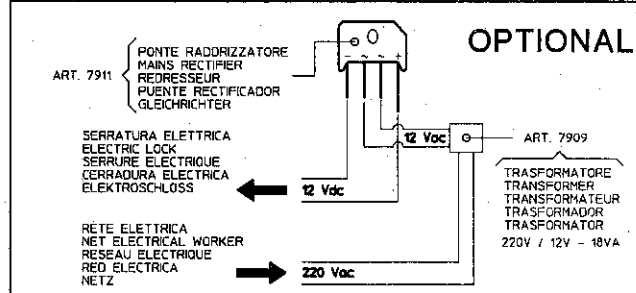 OPTIONAL
PONTE RADDRIZZATORE
MAINS RECTIFIER
ART. 7911
REDRESSEUR
PUENTE RECTIFICADOR
GLEICHRICHTER
- ~ ~ +
SERRATURA ELETTRICA
ELECTRIC LOCK
SERRURE ELECTRIQUE
CERRADURA ELECTRICA
ELEKTROSCHLOSS
12 Vdc
12 Vac
ART. 7909
TRASFORMATORE
TRANSFORMER
TRANSFORMATEUR
TRASFORMADOR
TRASFORMATOR
220V / 12V - 18VA
RETE ELETTRICA
NET ELECTRICAL WORKER
RESEAU ELECTRIQUE
RED ELECTRICA
NETZ
220 Vac